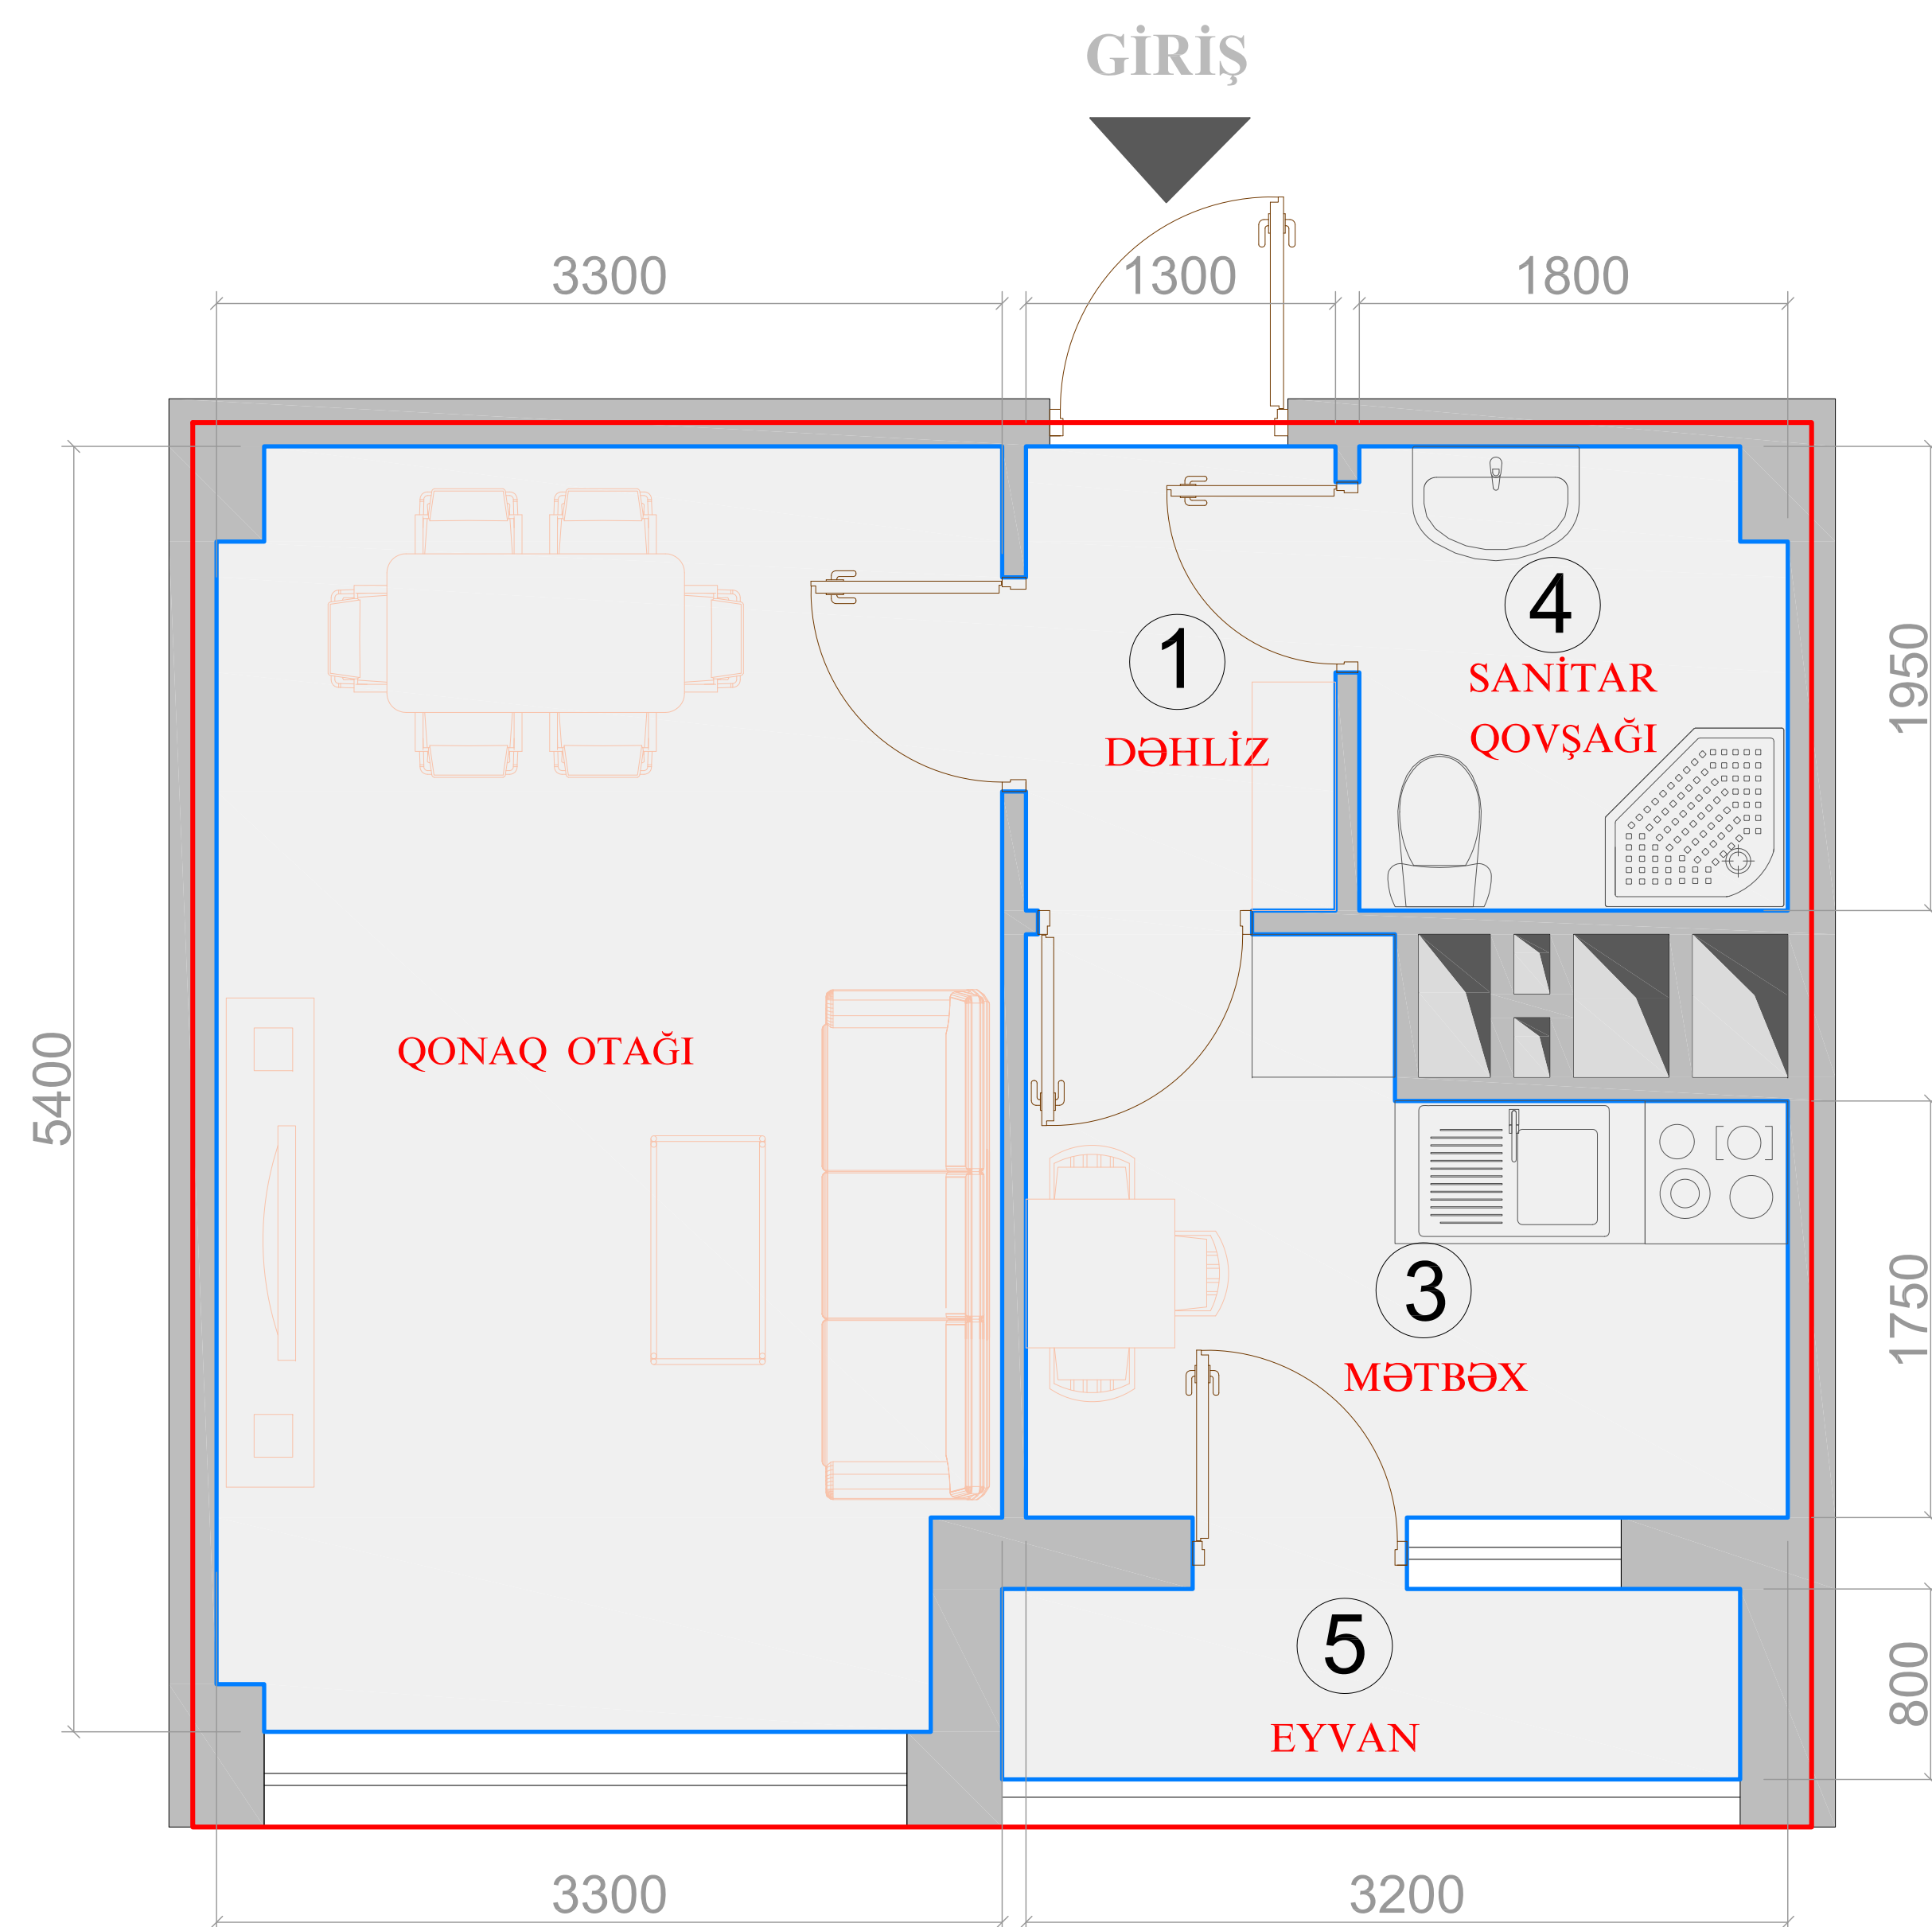 GİRİŞ
3300
1300
1800
4
SANİTAR
QOVŞAĞI
1
DƏHLİZ
1950
QONAQ OTAĞI
5400
3
MƏTBƏX
1750
5
EYVAN
800
3300
3200